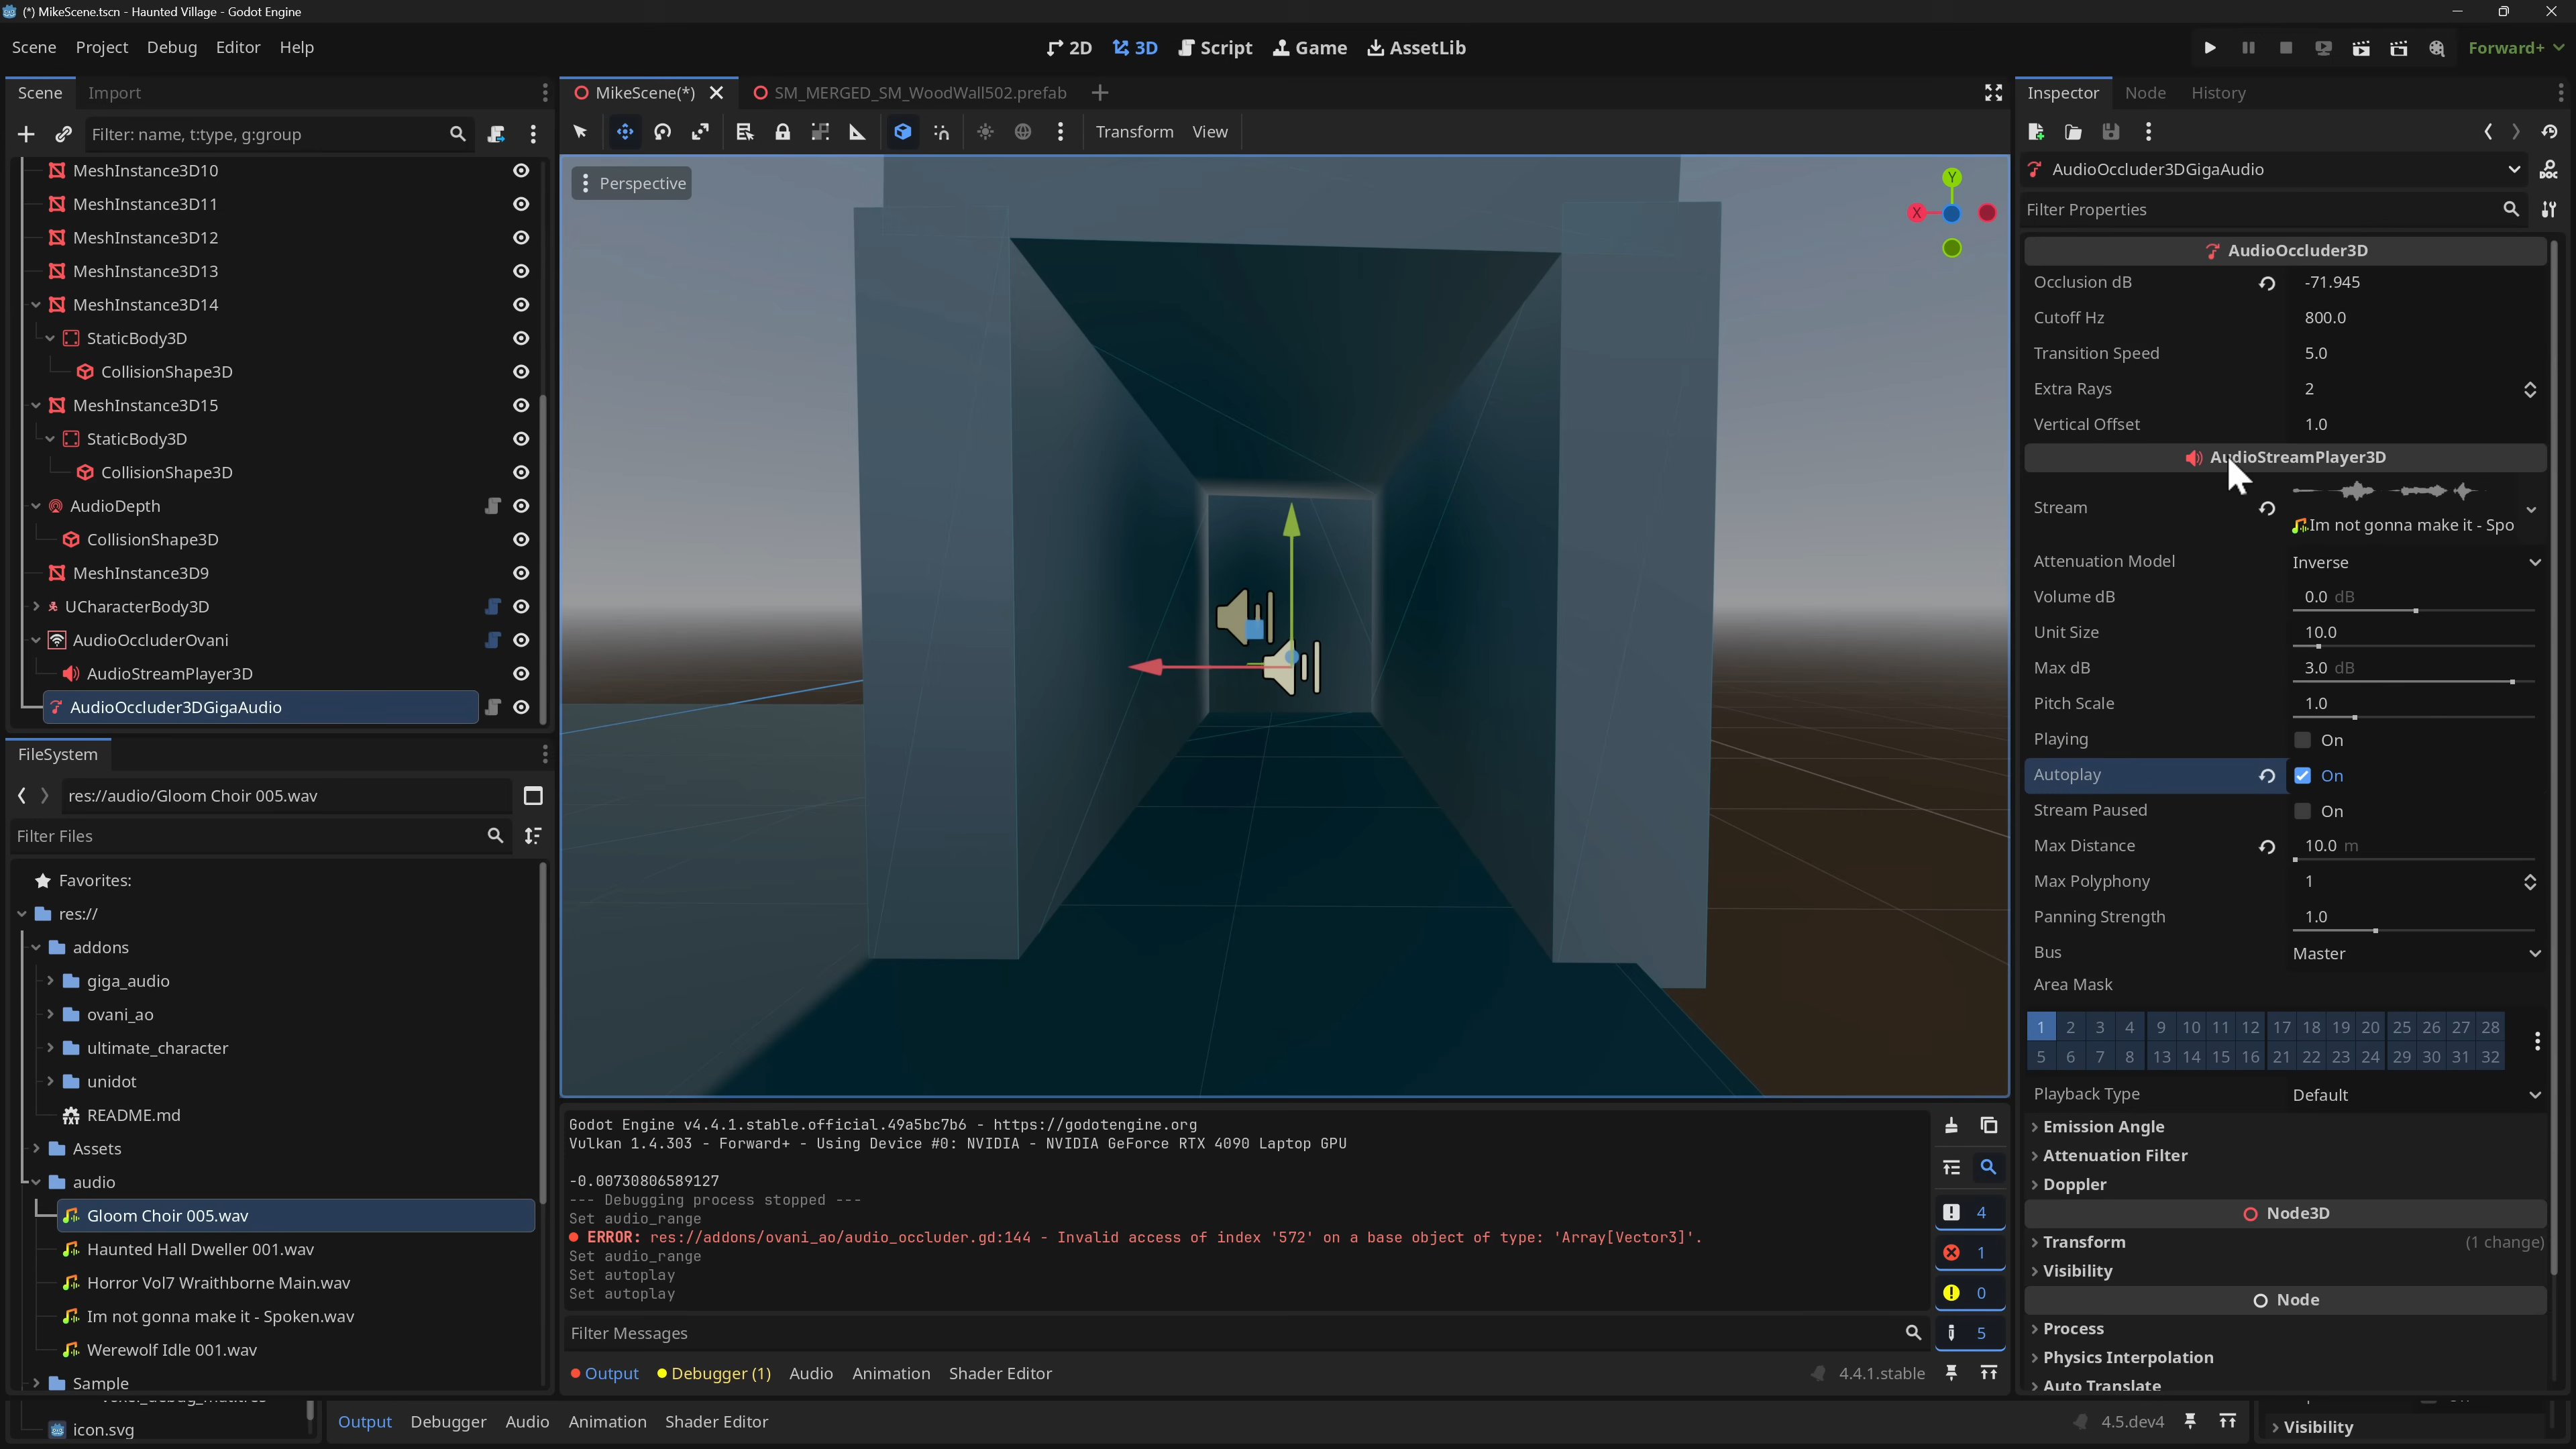 (*) MikeScene.tscn - Haunted Village - Godot Engine
Scene Project Debug Editor Help
2D 3D Script Game AssetLib
Forward+
Scene Import
Filter: name, t:type, g:group
MeshInstance3D10
MeshInstance3D11
MeshInstance3D12
MeshInstance3D13
MeshInstance3D14
StaticBody3D
CollisionShape3D
MeshInstance3D15
StaticBody3D
CollisionShape3D
AudioDepth
CollisionShape3D
MeshInstance3D9
UCharacterBody3D
AudioOccluderOvani
AudioStreamPlayer3D
AudioOccluder3DGigaAudio
FileSystem
res://audio/Gloom Choir 005.wav
Filter Files
Favorites:
res://
addons
giga_audio
ovani_ao
ultimate_character
unidot
README.md
Assets
audio
Gloom Choir 005.wav
Haunted Hall Dweller 001.wav
Horror Vol7 Wraithborne Main.wav
Im not gonna make it - Spoken.wav
Werewolf Idle 001.wav
Sample
icon.svg
MikeScene(*) SM_MERGED_SM_WoodWall502.prefab
Transform View
Perspective
Y
X
Godot Engine v4.4.1.stable.official.49a5bc7b6 - https://godotengine.org
Vulkan 1.4.303 - Forward+ - Using Device #0: NVIDIA - NVIDIA GeForce RTX 4090 Laptop GPU
-0.00730806589127
--- Debugging process stopped ---
Set audio_range
ERROR: res://addons/ovani_ao/audio_occluder.gd:144 - Invalid access of index '572' on a base object of type: 'Array[Vector3]'.
Set audio_range
Set autoplay
Set autoplay
4
1
0
5
Filter Messages
Output Debugger (1) Audio Animation Shader Editor 4.4.1.stable
Output Debugger Audio Animation Shader Editor 4.5.dev4
Inspector Node History
AudioOccluder3DGigaAudio
DOC
Filter Properties
AudioOccluder3D
Occlusion dB -71.945
Cutoff Hz 800.0
Transition Speed 5.0
Extra Rays 2
Vertical Offset 1.0
AudioStreamPlayer3D
Stream Im not gonna make it - Spo
Attenuation Model Inverse
Volume dB 0.0 dB
Unit Size 10.0
Max dB 3.0 dB
Pitch Scale 1.0
Playing On
Autoplay On
Stream Paused On
Max Distance 10.0 m
Max Polyphony 1
Panning Strength 1.0
Bus Master
Area Mask
1 2 3 4 9 10 11 12 17 18 19 20 25 26 27 28
5 6 7 8 13 14 15 16 21 22 23 24 29 30 31 32
Playback Type Default
Emission Angle
Attenuation Filter
Doppler
Node3D
Transform (1 change)
Visibility
Node
Process
Physics Interpolation
Auto Translate
Visibility